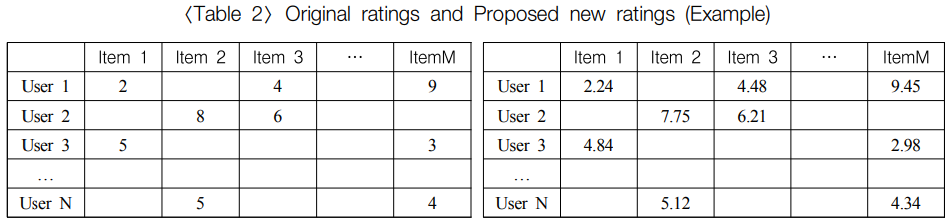 〈Table 2〉 Original ratings and Proposed new ratings (Example)
Item 1 Item 2 Item 3 … ItemM Item 1 Item 2 Item 3 … ItemM
User 1 2 4 9 User 1 2.24 4.48 9.45
User 2 8 6 User 2 7.75 6.21
User 3 5 3 User 3 4.84 2.98
… …
User N 5 4 User N 5.12 4.34